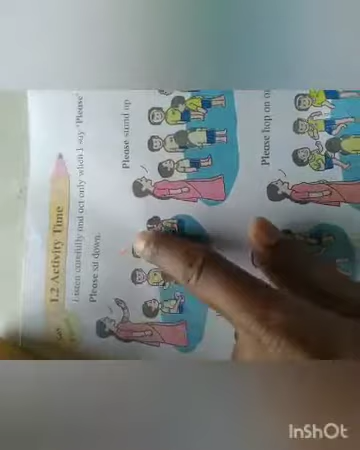 1.2 Activity Time
Listen carefully and act only when I say 'Please'
Please sit down.
Please stand up
Please hop on
InShOt